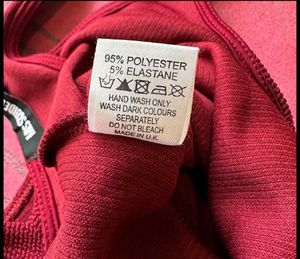 95% POLYESTER
5% ELASTANE
HAND WASH ONLY
WASH DARK COLOURS
SEPARATELY
DO NOT BLEACH
MADE IN U.K.